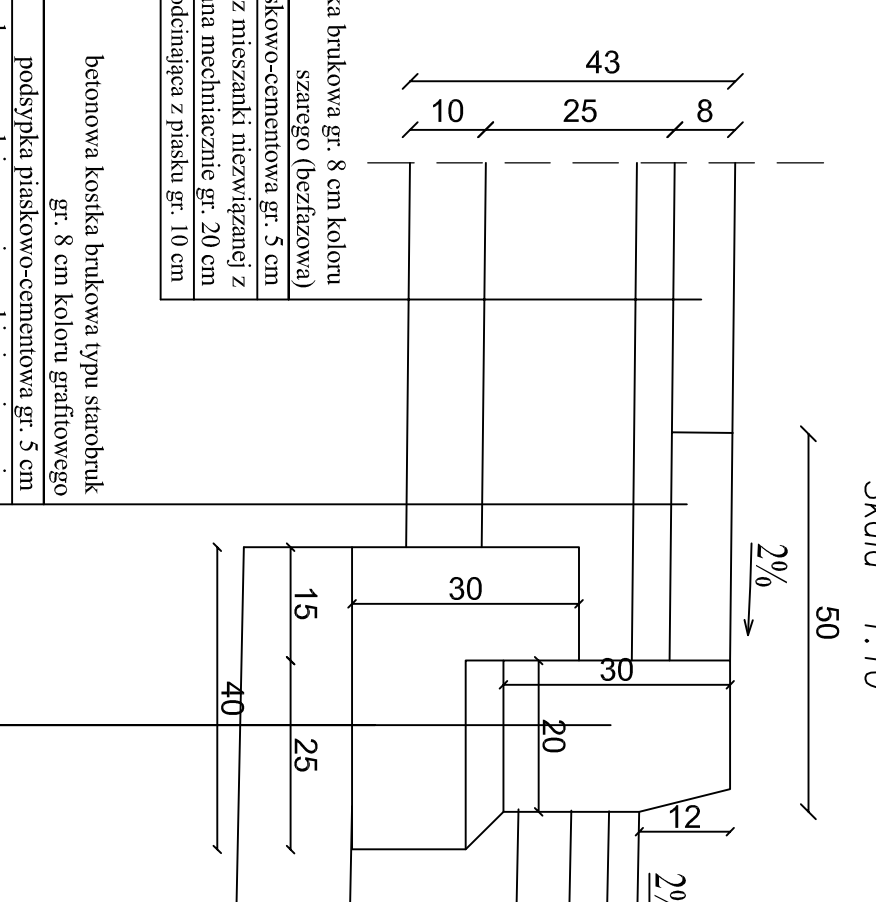 50
2%
43
10
25
8
brukowa gr. 8 cm koloru
szarego (bezfazowa)
skowo-cementowa gr. 5 cm
z mieszanki niezwiązanej z
na mechniacznie gr. 20 cm
odcinająca z piasku gr. 10 cm
betonowa kostka brukowa typu starobruk
gr. 8 cm koloru grafitowego
podsypka piaskowo-cementowa gr. 5 cm
30
30
15
25
40
20
12
2%